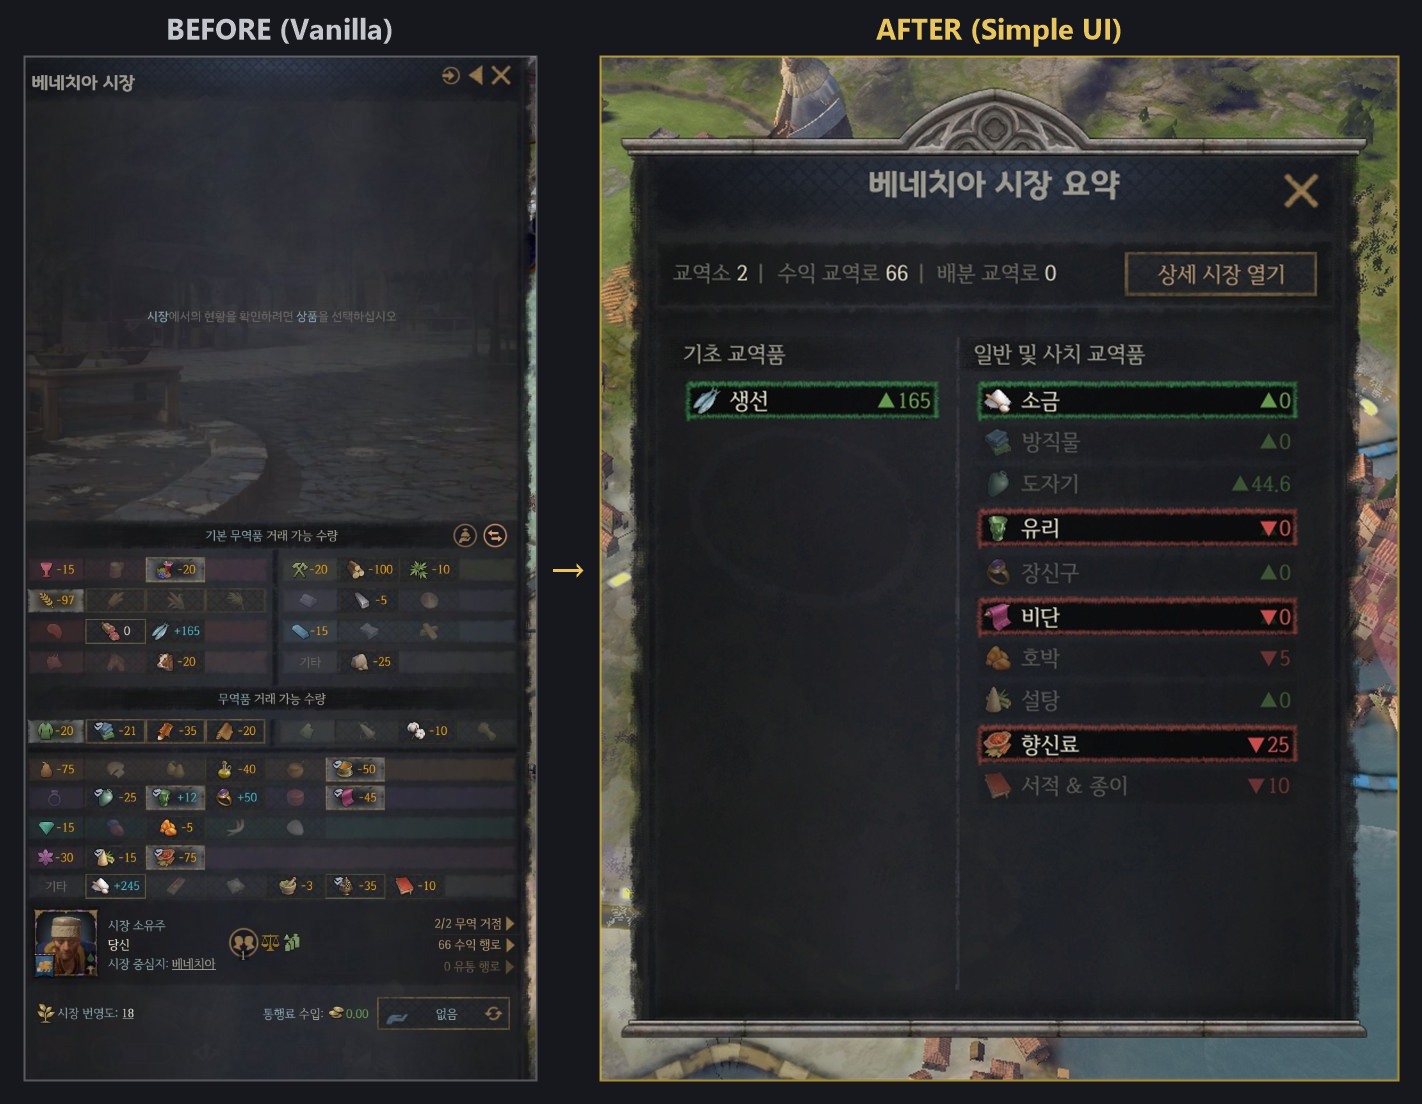 BEFORE (Vanilla)
AFTER (Simple UI)
베네치아 시장
시장에서의 현황을 확인하려면 상품을 선택하십시오
기본 무역품 거래 가능 수량
-15 -20 -20 -100 -10
-97 -5
0 +165 -15
-20 기타 -25
무역품 거래 가능 수량
-20 -21 -35 -20 -10
-75 -40 -50
-25 +12 +50 -45
-15 -5
-30 -15 -75
기타 +245 -3 -35 -10
시장 소유주
당신
시장 중심지: 베네치아
1
2/2 무역 거점
66 수익 행로
0 유통 행로
시장 번영도: 18
통행료 수입: 0.00
없음
베네치아 시장 요약
교역소 2 | 수익 교역로 66 | 배분 교역로 0
상세 시장 열기
기초 교역품
생선 ▲165
일반 및 사치 교역품
소금 ▲0
방직물 ▲0
도자기 ▲44.6
유리 ▼0
장신구 ▲0
비단 ▼0
호박 ▼5
설탕 ▲0
향신료 ▼25
서적 & 종이 ▼10